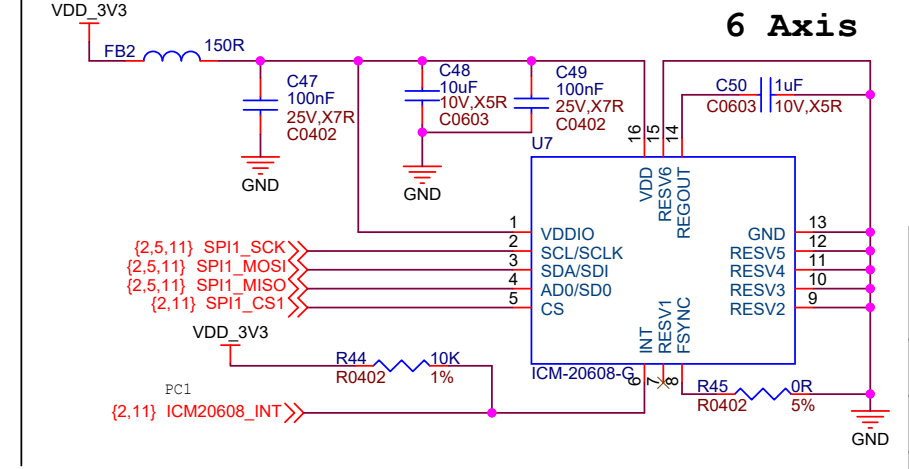 VDD_3V3
6 Axis
FB2
150R
C47
100nF
25V,X7R
C0402
GND
C48
10uF
10V,X5R
C0603
GND
C49
100nF
25V,X7R
C0402
C50
1uF
C0603
10V,X5R
U7
16
15
14
VDD
RESV6
REGOUT
1
VDDIO
2
SCL/SCLK
3
SDA/SDI
4
AD0/SD0
5
CS
GND
13
RESV5
12
RESV4
11
RESV3
10
RESV2
9
{2,5,11} SPI1_SCK
{2,5,11} SPI1_MOSI
{2,5,11} SPI1_MISO
{2,11} SPI1_CS1
INT
RESV1
FSYNC
ICM-20608-G
6
7
8
VDD_3V3
R44
10K
R0402
1%
PC1
{2,11} ICM20608_INT
R45
0R
R0402
5%
GND